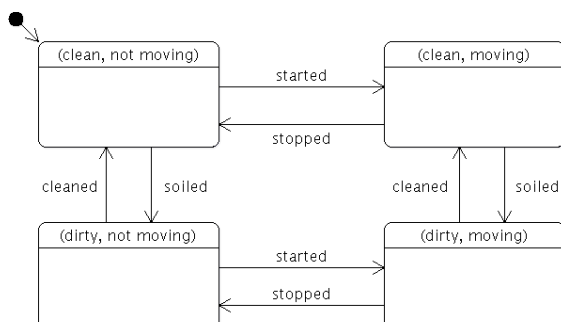 (clean, not moving)
(clean, moving)
started
stopped
cleaned
soiled
cleaned
soiled
(dirty, not moving)
(dirty, moving)
started
stopped